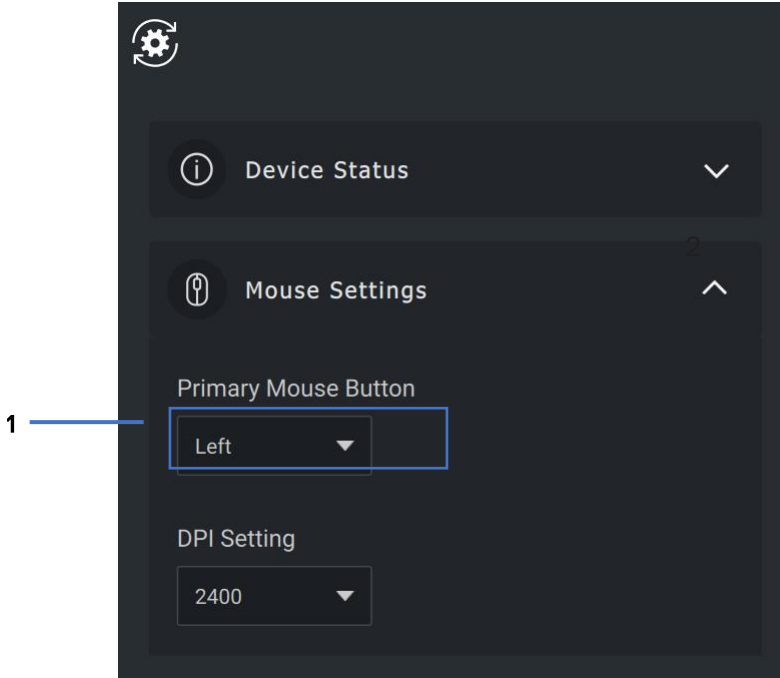 Device Status
2
Mouse Settings
Primary Mouse Button
1
Left
DPI Setting
2400